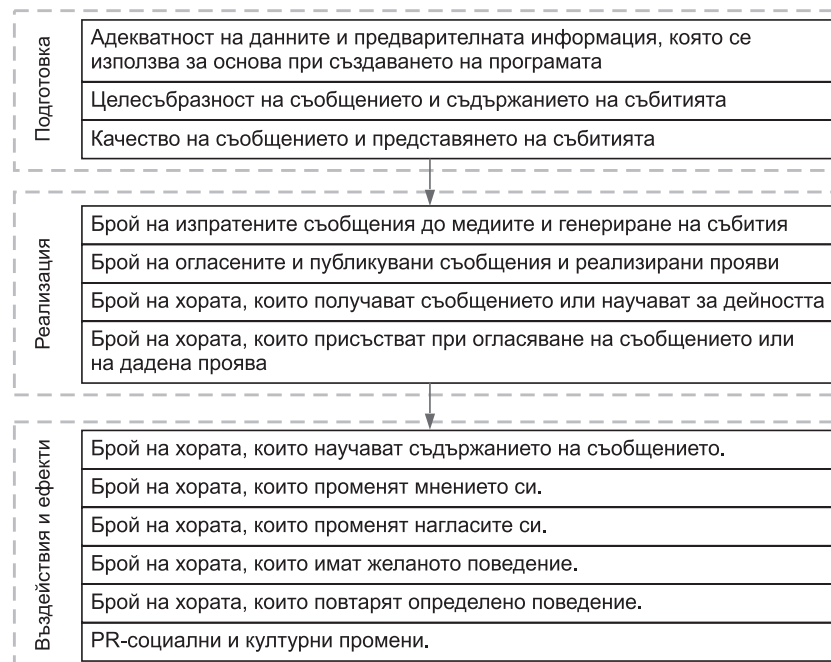 Подготовка
Адекватност на данните и предварителната информация, която се
използва за основа при създаването на програмата
Целесъобразност на съобщението и съдържанието на събитията
Качество на съобщението и представянето на събитията
Реализация
Брой на изпратените съобщения до медиите и генериране на събития
Брой на огласените и публикувани съобщения и реализирани прояви
Брой на хората, които получават съобщението или научават за дейността
Брой на хората, които присъстват при огласяване на съобщението или
на дадена проява
Въздействия и ефекти
Брой на хората, които научават съдържанието на съобщението.
Брой на хората, които променят мнението си.
Брой на хората, които променят нагласите си.
Брой на хората, които имат желаното поведение.
Брой на хората, които повтарят определено поведение.
PR-социални и културни промени.